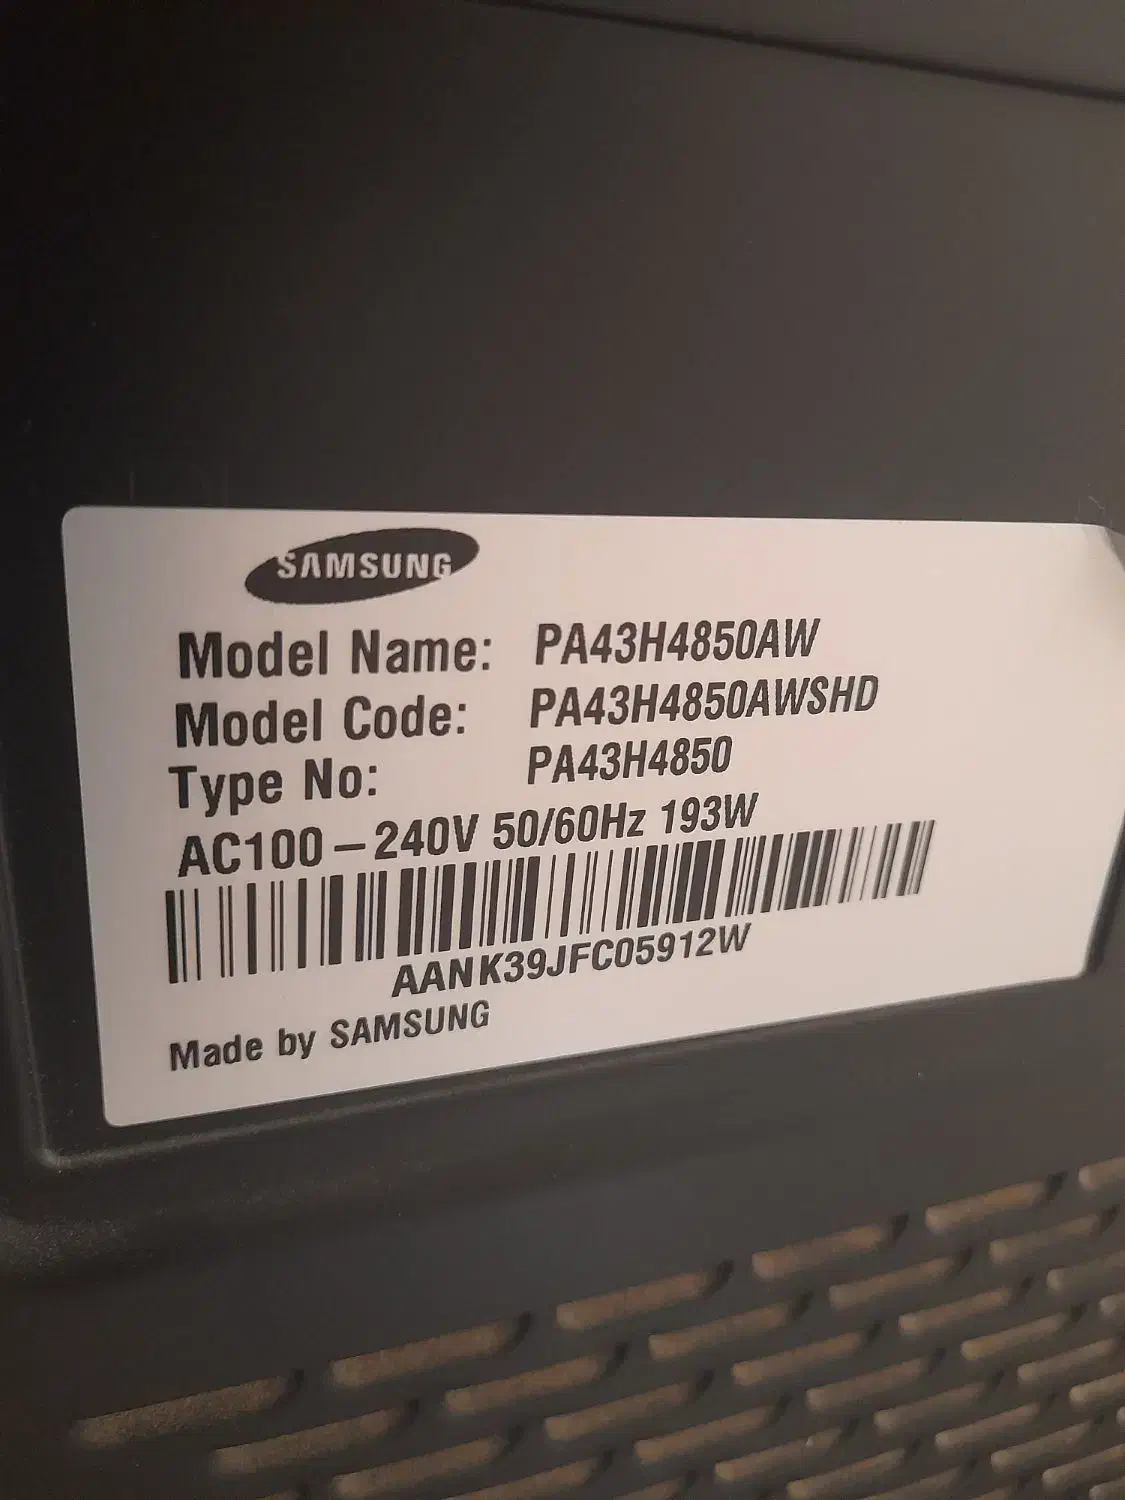 SAMSUNG
Model Name: PA43H4850AW
Model Code: PA43H4850AWSHD
Type No: PA43H4850
AC100-240V 50/60Hz 193W
AANK39JFC05912W
Made by SAMSUNG